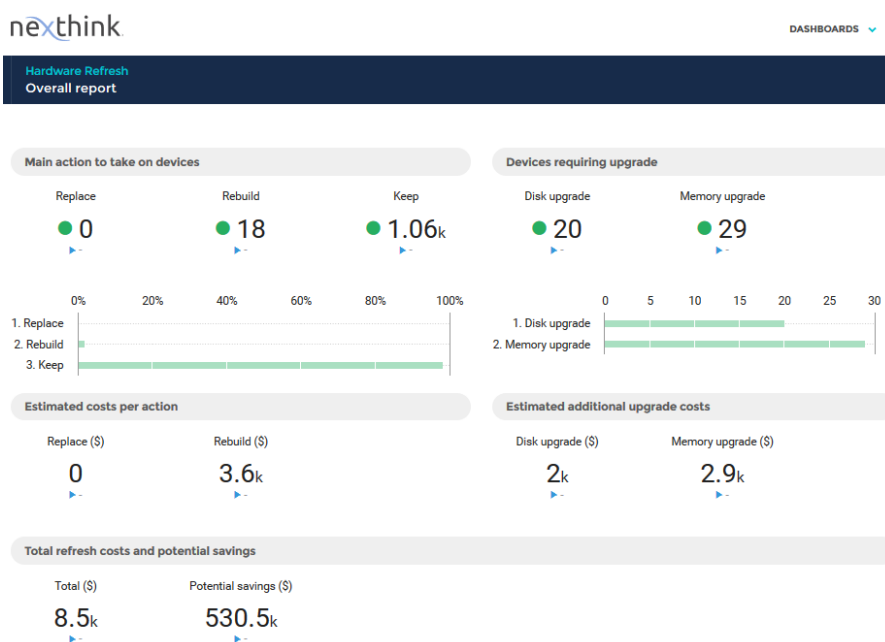 nexthink
DASHBOARDS
Hardware Refresh
Overall report
Main action to take on devices
Replace Rebuild Keep
0 18 1.06k
- - -
0% 20% 40% 60% 80% 100%
1. Replace
2. Rebuild
3. Keep
Devices requiring upgrade
Disk upgrade Memory upgrade
20 29
- -
0 5 10 15 20 25 30
1. Disk upgrade
2. Memory upgrade
Estimated costs per action
Replace ($) Rebuild ($)
0 3.6k
- -
Estimated additional upgrade costs
Disk upgrade ($) Memory upgrade ($)
2k 2.9k
- -
Total refresh costs and potential savings
Total ($) Potential savings ($)
8.5k 530.5k
- -